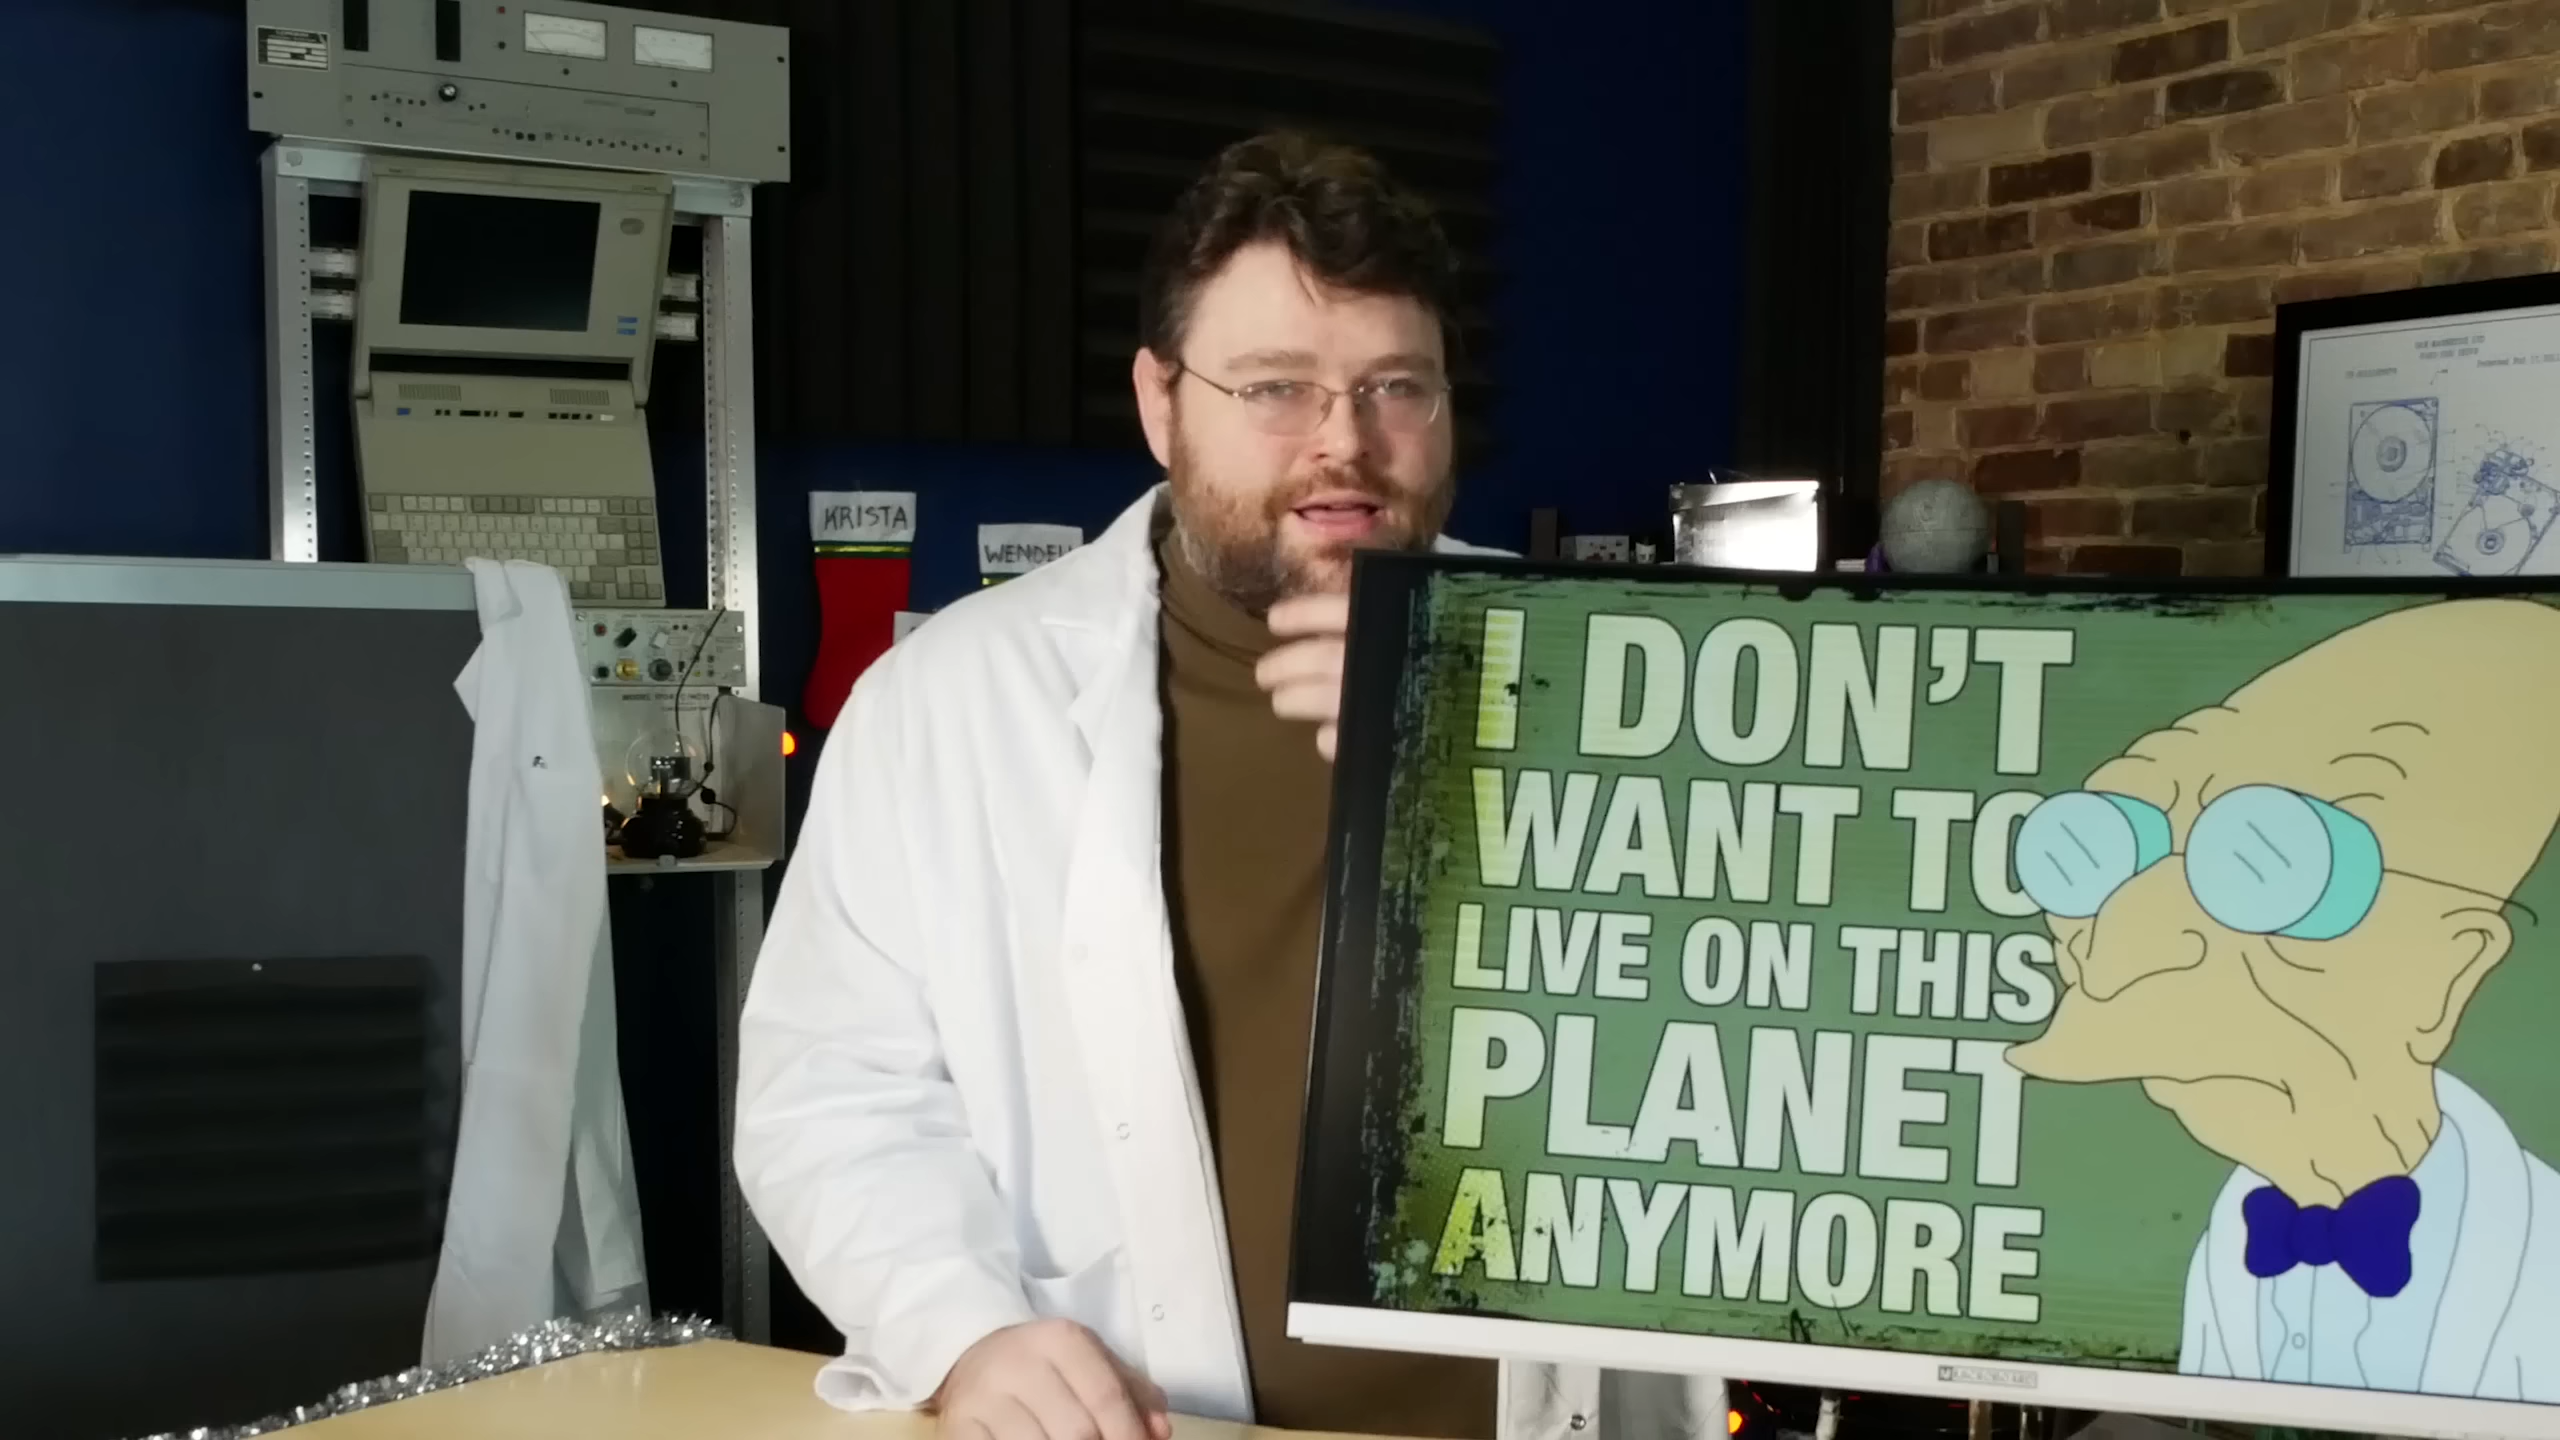 KRISTA
WENDELL
I DON'T
WANT TO
LIVE ON THIS
PLANET
ANYMORE